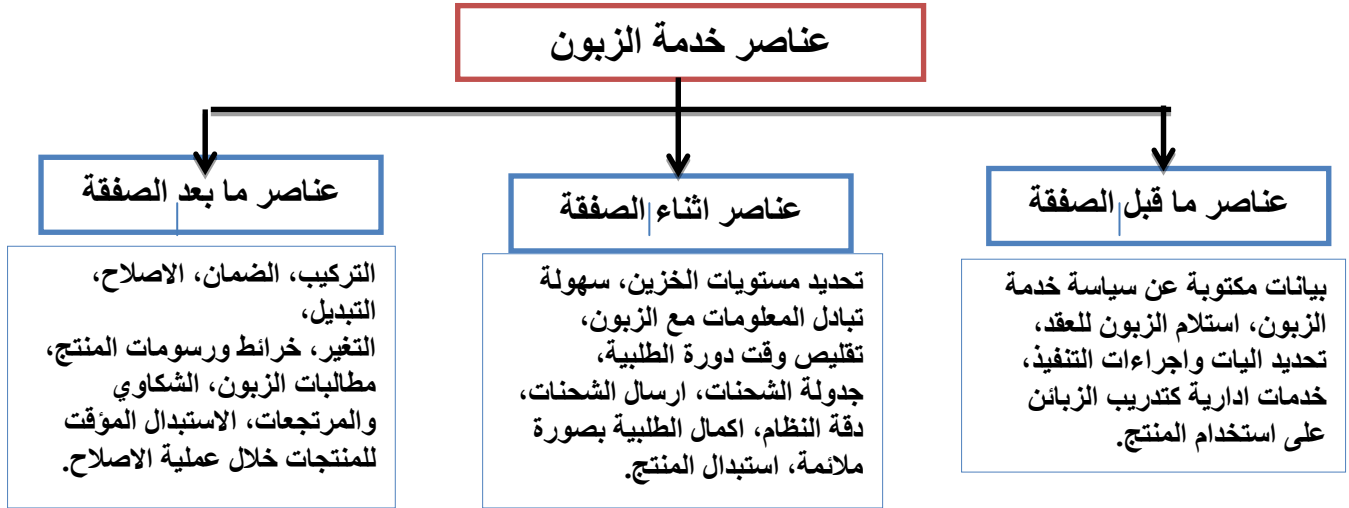 عناصر خدمة الزبون
عناصر ما قبل الصفقة
بيانات مكتوبة عن سياسة خدمة
الزبون، استلام الزبون للعقد،
تحديد اليات واجراءات التنفيذ،
خدمات ادارية كتدريب الزبائن
على استخدام المنتج.
عناصر اثناء الصفقة
تحديد مستويات الخزين، سهولة
تبادل المعلومات مع الزبون،
تقليص وقت دورة الطلبية،
جدولة الشحنات، ارسال الشحنات،
دقة النظام، اكمال الطلبية بصورة
ملائمة، استبدال المنتج.
عناصر ما بعد الصفقة
التركيب، الضمان، الاصلاح،
التبديل،
التغير، خرائط ورسومات المنتج،
مطالبات الزبون، الشكاوي
والمرتجعات، الاستبدال المؤقت
للمنتجات خلال عملية الاصلاح.